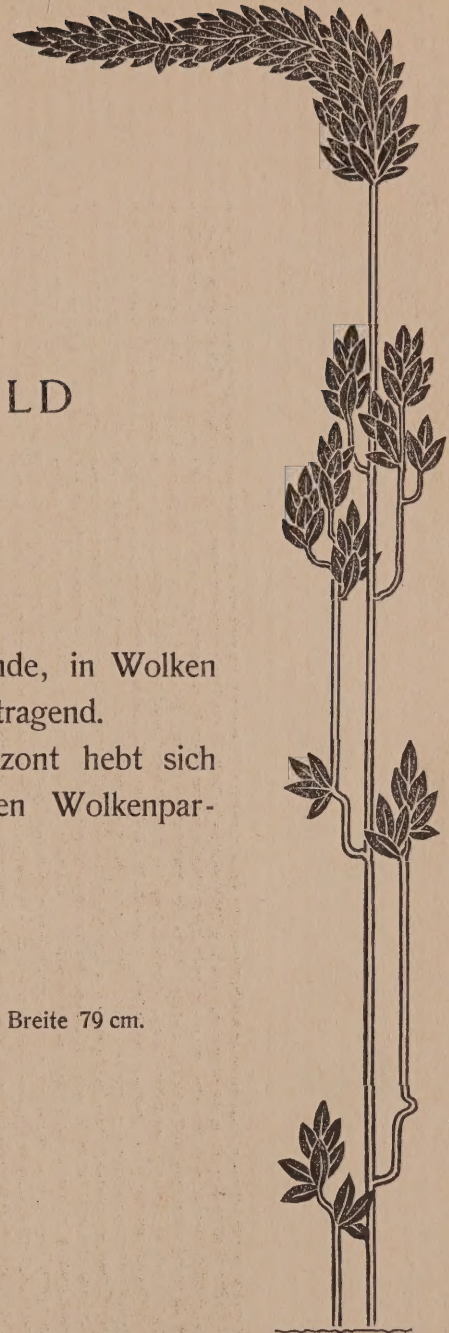 LD
nde, in Wolken
tragend.
zont hebt sich
en Wolkenpar-
Breite 79 cm.